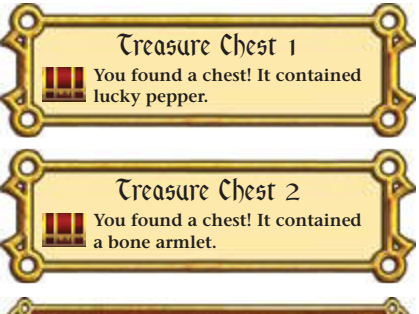 Treasure Chest 1
You found a chest! It contained
lucky pepper.
Treasure Chest 2
You found a chest! It contained
a bone armlet.